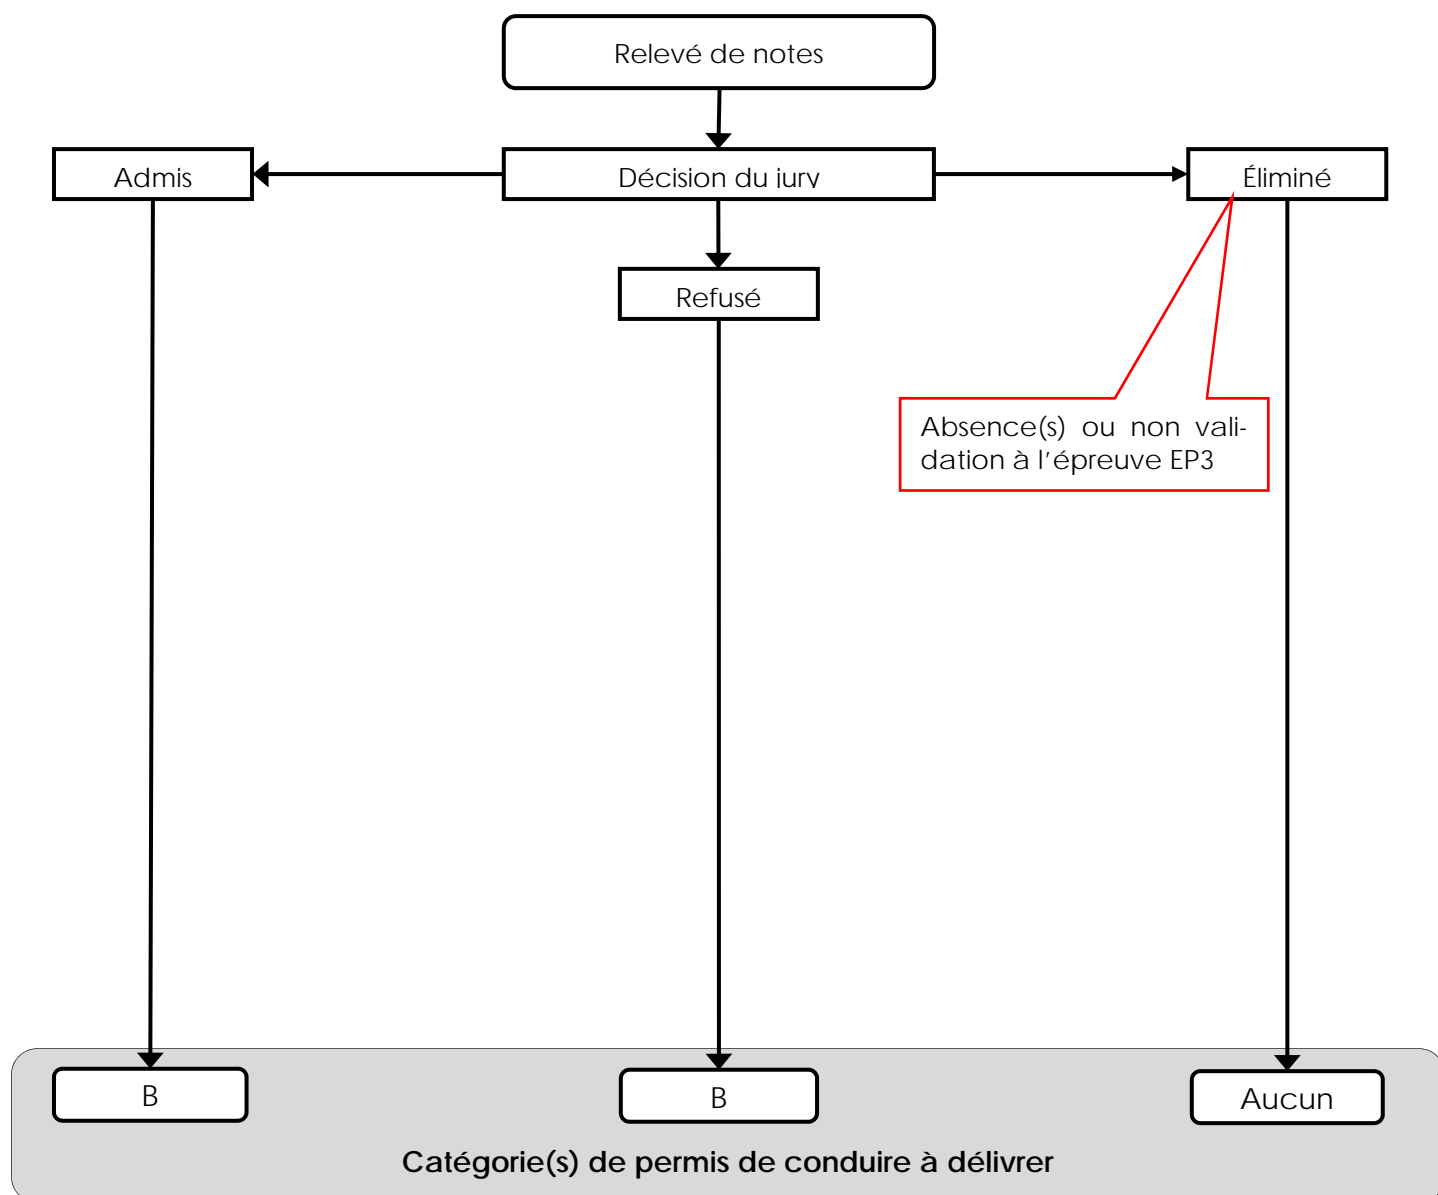 Relevé de notes
Admis
Décision du jury
Éliminé
Refusé
Absence(s) ou non vali-
dation à l'épreuve EP3
B
B
Aucun
Catégorie(s) de permis de conduire à délivrer